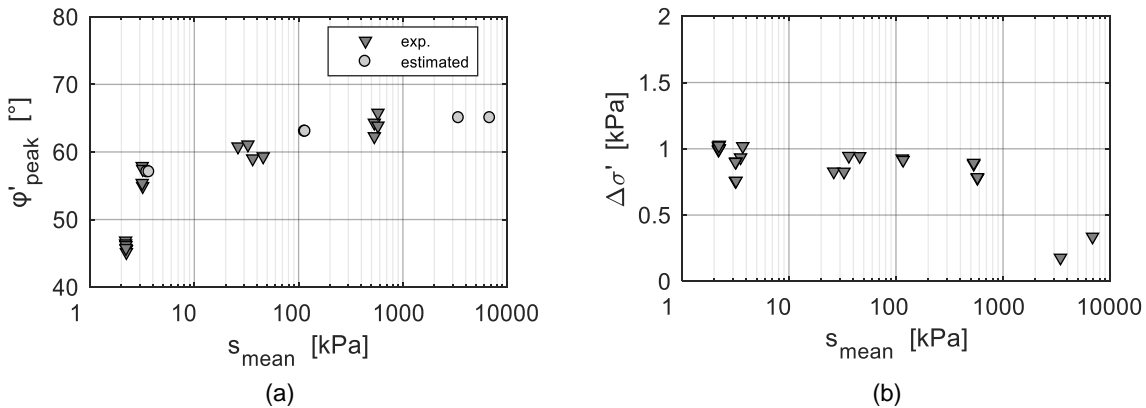 80
70
60
50
40
1
10
100
1000
10000
φ'peak [°]
smean [kPa]
exp.
estimated
(a)
2
1.5
1
0.5
0
1
10
100
1000
10000
Δσ' [kPa]
smean [kPa]
(b)